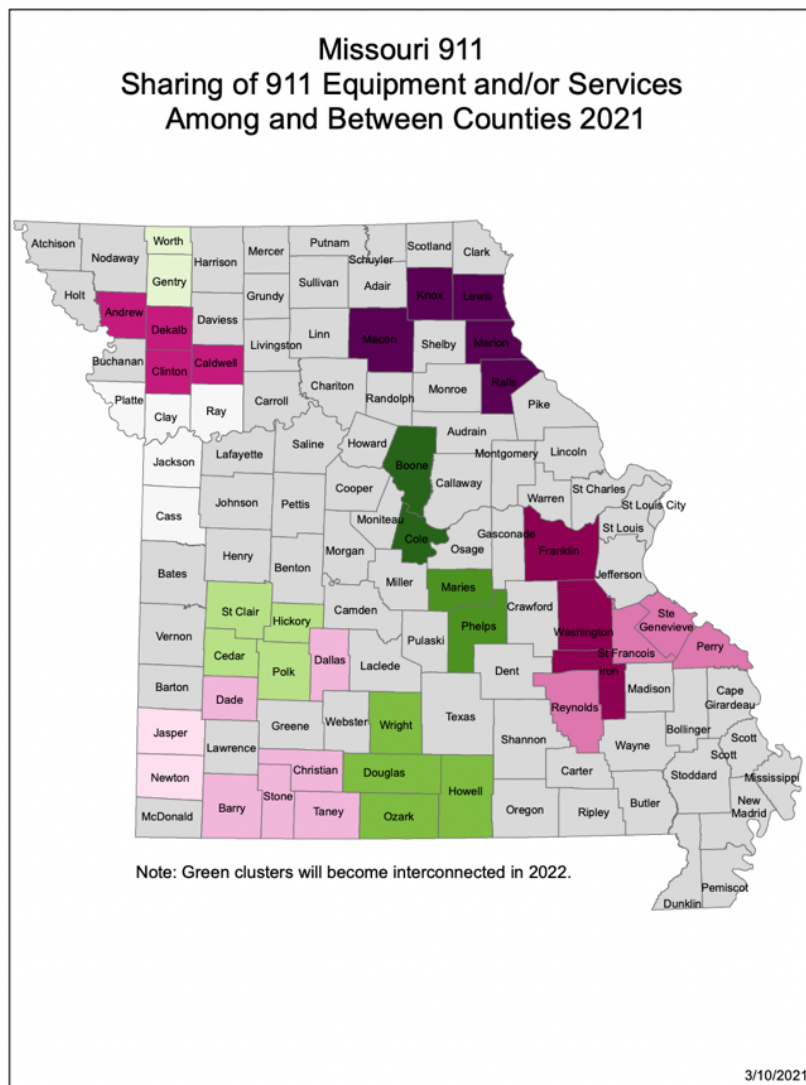 Missouri 911
Sharing of 911 Equipment and/or Services
Among and Between Counties 2021
Atchison
Nodaway
Worth
Harrison
Mercer
Putnam
Schuyler
Scotland
Clark
Holt
Gentry
Sullivan
Adair
Knox
Lewis
Andrew
Dekalb
Daviess
Grundy
Linn
Macon
Shelby
Marion
Buchanan
Clinton
Caldwell
Livingston
Chariton
Randolph
Monroe
Ralls
Pike
Platte
Clay
Ray
Carroll
Audrain
Jackson
Lafayette
Saline
Howard
Boone
Callaway
Montgomery
Lincoln
Cass
Johnson
Pettis
Cooper
Moniteau
Cole
Osage
Gasconade
Warren
St Charles
St Louis City
St Louis
Franklin
Jefferson
Bates
Henry
Benton
Morgan
Miller
Maries
St Clair
Hickory
Camden
Phelps
Crawford
Washington
Ste
Genevieve
Vernon
Cedar
Polk
Dallas
Laclede
Pulaski
Dent
St Francois
Iron
Perry
Barton
Dade
Greene
Webster
Wright
Texas
Reynolds
Madison
Cape
Girardeau
Jasper
Lawrence
Shannon
Wayne
Bollinger
Scott
Scott
Newton
Christian
Douglas
Howell
Carter
Stoddard
Mississippi
McDonald
Barry
Stone
Taney
Ozark
Oregon
Ripley
Butler
New
Madrid
Dunklin
Pemiscot
Note: Green clusters will become interconnected in 2022.
3/10/2021